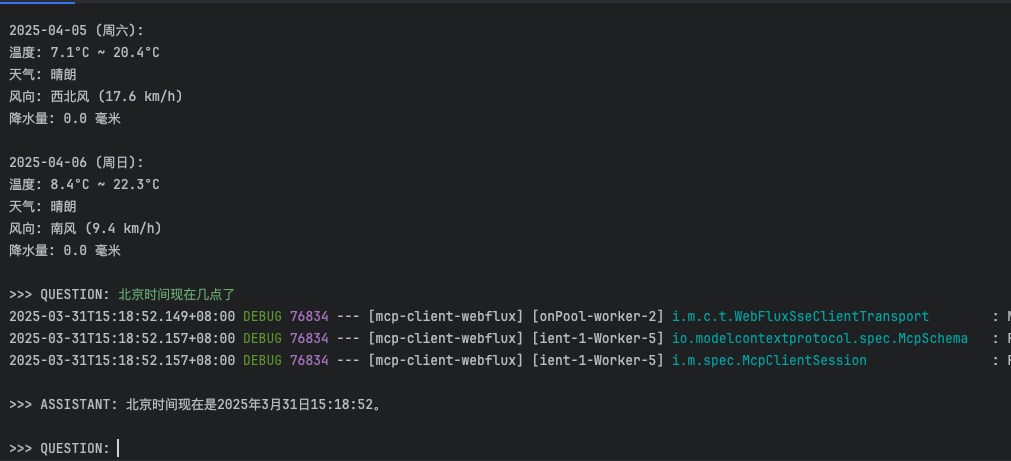 2025-04-05 (周六):
温度: 7.1°C ~ 20.4°C
天气: 晴朗
风向: 西北风 (17.6 km/h)
降水量: 0.0 毫米
2025-04-06 (周日):
温度: 8.4°C ~ 22.3°C
天气: 晴朗
风向: 南风 (9.4 km/h)
降水量: 0.0 毫米
>>> QUESTION: 北京时间现在几点了
2025-03-31T15:18:52.149+08:00 DEBUG 76834 --- [mcp-client-webflux] [onPool-worker-2] i.m.c.t.WebFluxSseClientTransport :
2025-03-31T15:18:52.157+08:00 DEBUG 76834 --- [mcp-client-webflux] [ient-1-Worker-5] io.modelcontextprotocol.spec.McpSchema :
2025-03-31T15:18:52.157+08:00 DEBUG 76834 --- [mcp-client-webflux] [ient-1-Worker-5] i.m.spec.McpClientSession :
>>> ASSISTANT: 北京时间现在是2025年3月31日15:18:52。
>>> QUESTION: